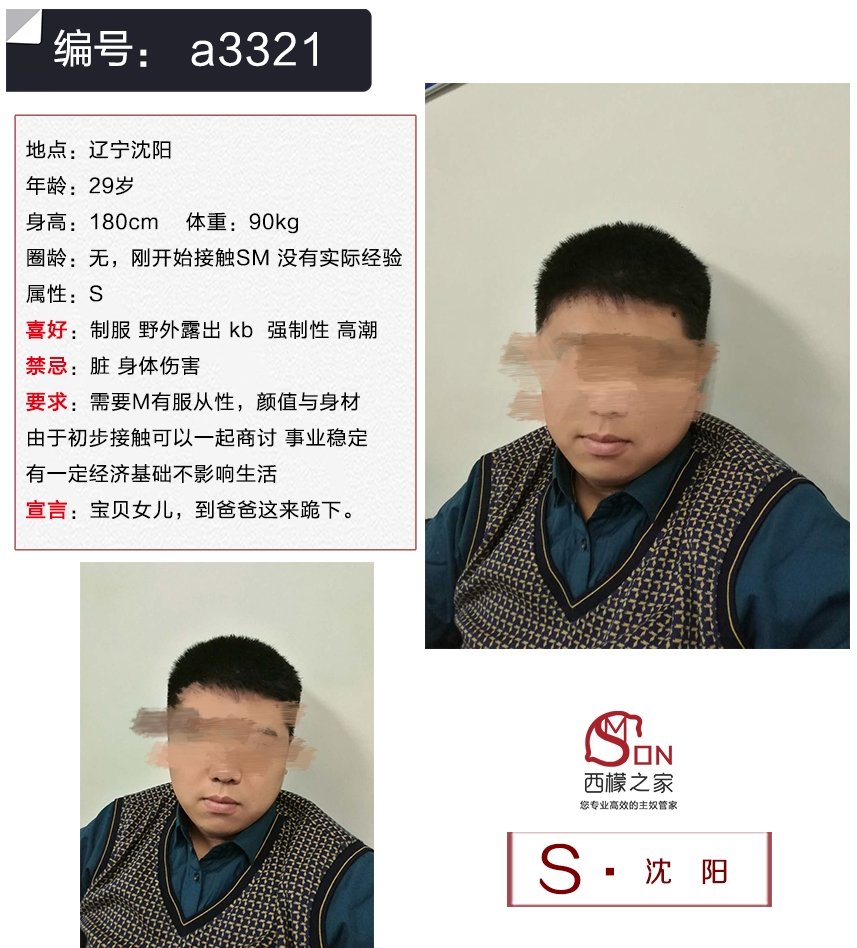 编号： a3321
地点：辽宁沈阳
年龄：29岁
身高：180cm 体重：90kg
圈龄：无，刚开始接触SM 没有实际经验
属性：S
喜好：制服 野外露出 kb 强制性 高潮
禁忌：脏 身体伤害
要求：需要M有服从性，颜值与身材
由于初步接触可以一起商讨 事业稳定
有一定经济基础不影响生活
宣言：宝贝女儿，到爸爸这来跪下。
SMON
西檬之家
您专业高效的主奴管家
S·沈阳